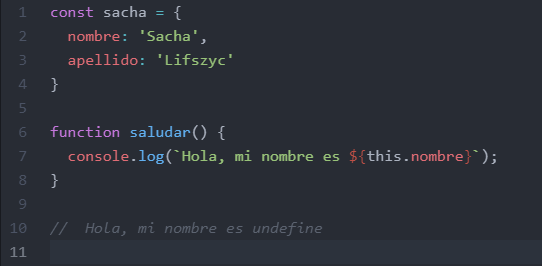 1 const sacha = {
2   nombre: 'Sacha',
3   apellido: 'Lifszyc'
4 }
5
6 function saludar() {
7   console.log(`Hola, mi nombre es ${this.nombre}`);
8 }
9
10 //  Hola, mi nombre es undefine
11